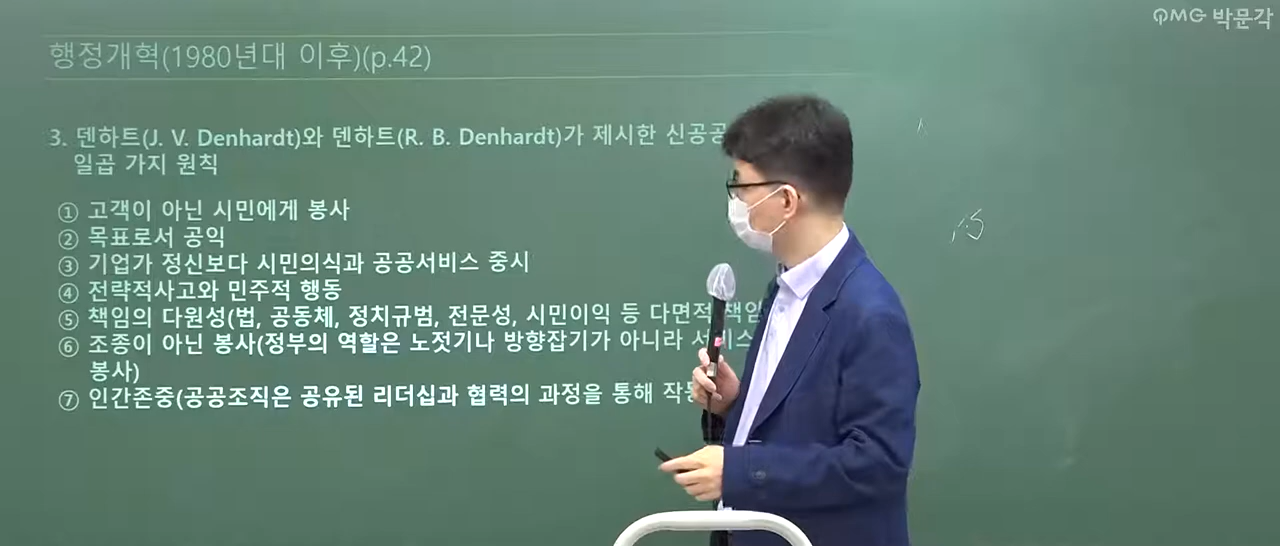 PMG 박문각
행정개혁(1980년대 이후)(p.42)
3. 덴하트(J. V. Denhardt)와 덴하트(R. B. Denhardt)가 제시한 신공공
일곱 가지 원칙
① 고객이 아닌 시민에게 봉사
② 목표로서 공익
③ 기업가 정신보다 시민의식과 공공서비스 중시
④ 전략적사고와 민주적 행동
⑤ 책임의 다원성(법, 공동체, 정치규범, 전문성, 시민이익 등 다면적 책임
⑥ 조종이 아닌 봉사(정부의 역할은 노젓기나 방향잡기가 아니라 서비스
봉사)
⑦ 인간존중(공공조직은 공유된 리더십과 협력의 과정을 통해